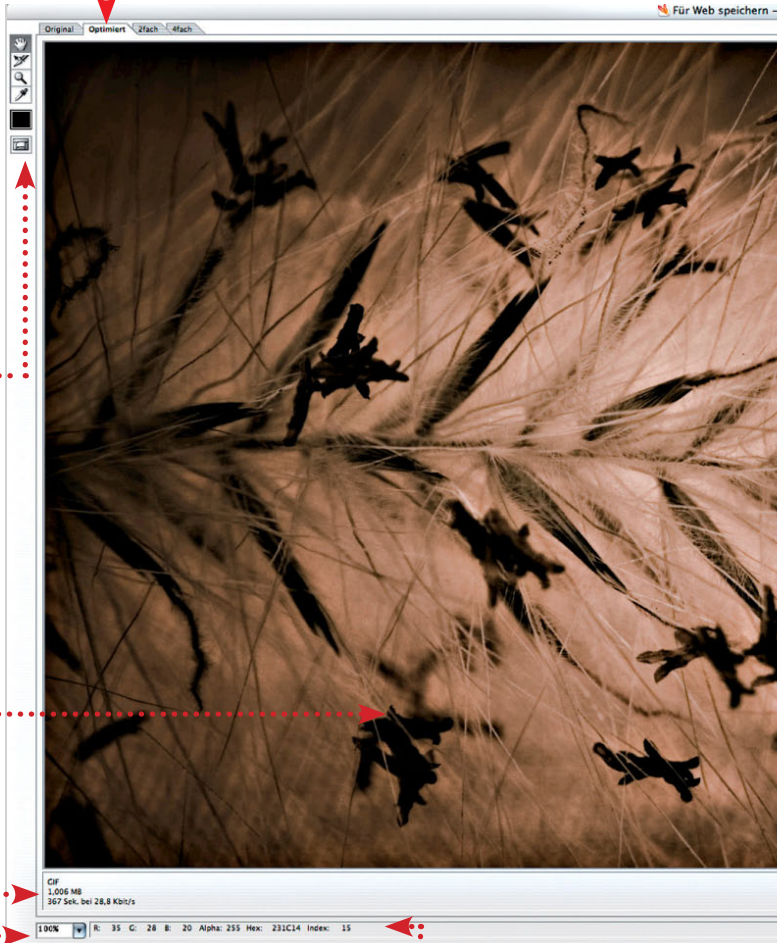 Für Web speichern –
Original Optimiert 2fach 4fach
GIF
1,006 MB
367 Sek. bei 28,8 Kbit/s
100% R: 35 G: 28 B: 20 Alpha: 255 Hex: 231C14 Index: 15